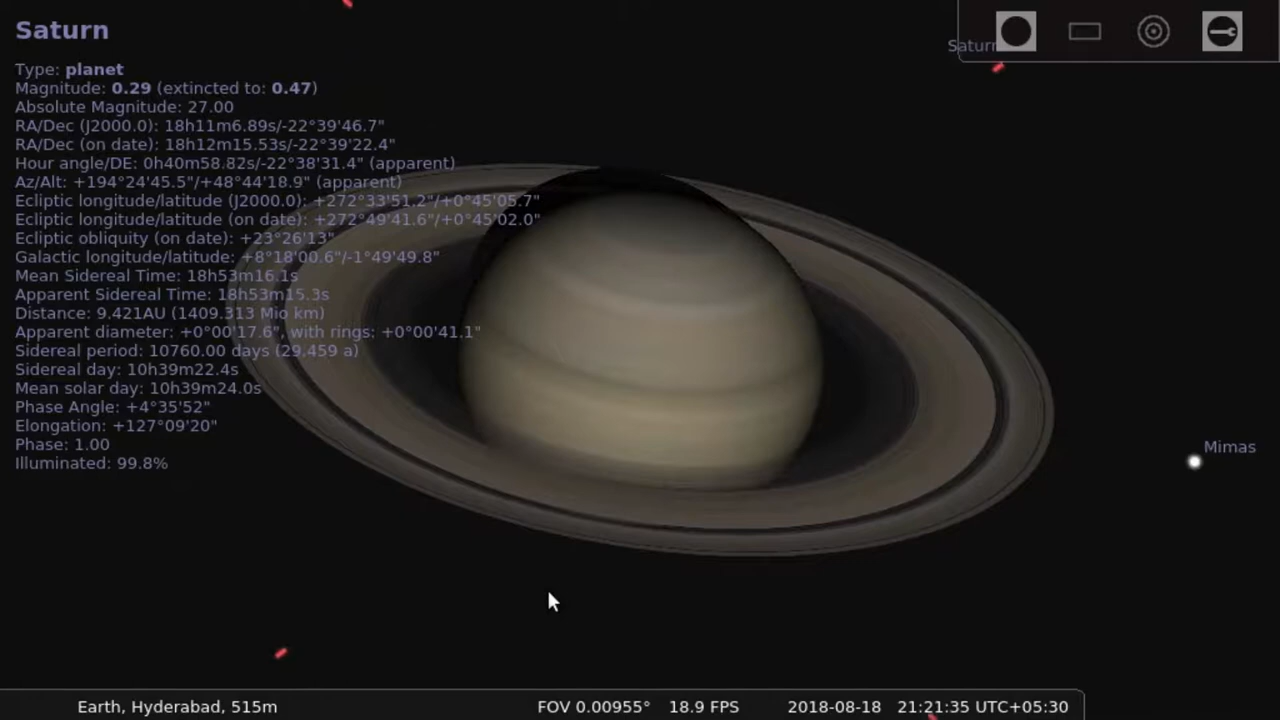 Saturn
Type: planet
Magnitude: 0.29 (extincted to: 0.47)
Absolute Magnitude: 27.00
RA/Dec (J2000.0): 18h11m6.89s/-22°39'46.7"
RA/Dec (on date): 18h12m15.53s/-22°39'22.4"
Hour angle/DE: 0h40m58.82s/-22°38'31.4" (apparent)
Az/Alt: +194°24'45.5"/+48°44'18.9" (apparent)
Ecliptic longitude/latitude (J2000.0): +272°33'51.2"/+0°45'05.7"
Ecliptic longitude/latitude (on date): +272°49'41.6"/+0°45'02.0"
Ecliptic obliquity (on date): +23°26'13"
Galactic longitude/latitude: +8°18'00.6"/-1°49'49.8"
Mean Sidereal Time: 18h53m16.1s
Apparent Sidereal Time: 18h53m15.3s
Distance: 9.421AU (1409.313 Mio km)
Apparent diameter: +0°00'17.6", with rings: +0°00'41.1"
Sidereal period: 10760.00 days (29.459 a)
Sidereal day: 10h39m22.4s
Mean solar day: 10h39m24.0s
Phase Angle: +4°35'52"
Elongation: +127°09'20"
Phase: 1.00
Illuminated: 99.8%
Saturn
Mimas
Earth, Hyderabad, 515m
FOV 0.00955° 18.9 FPS 2018-08-18 21:21:35 UTC+05:30